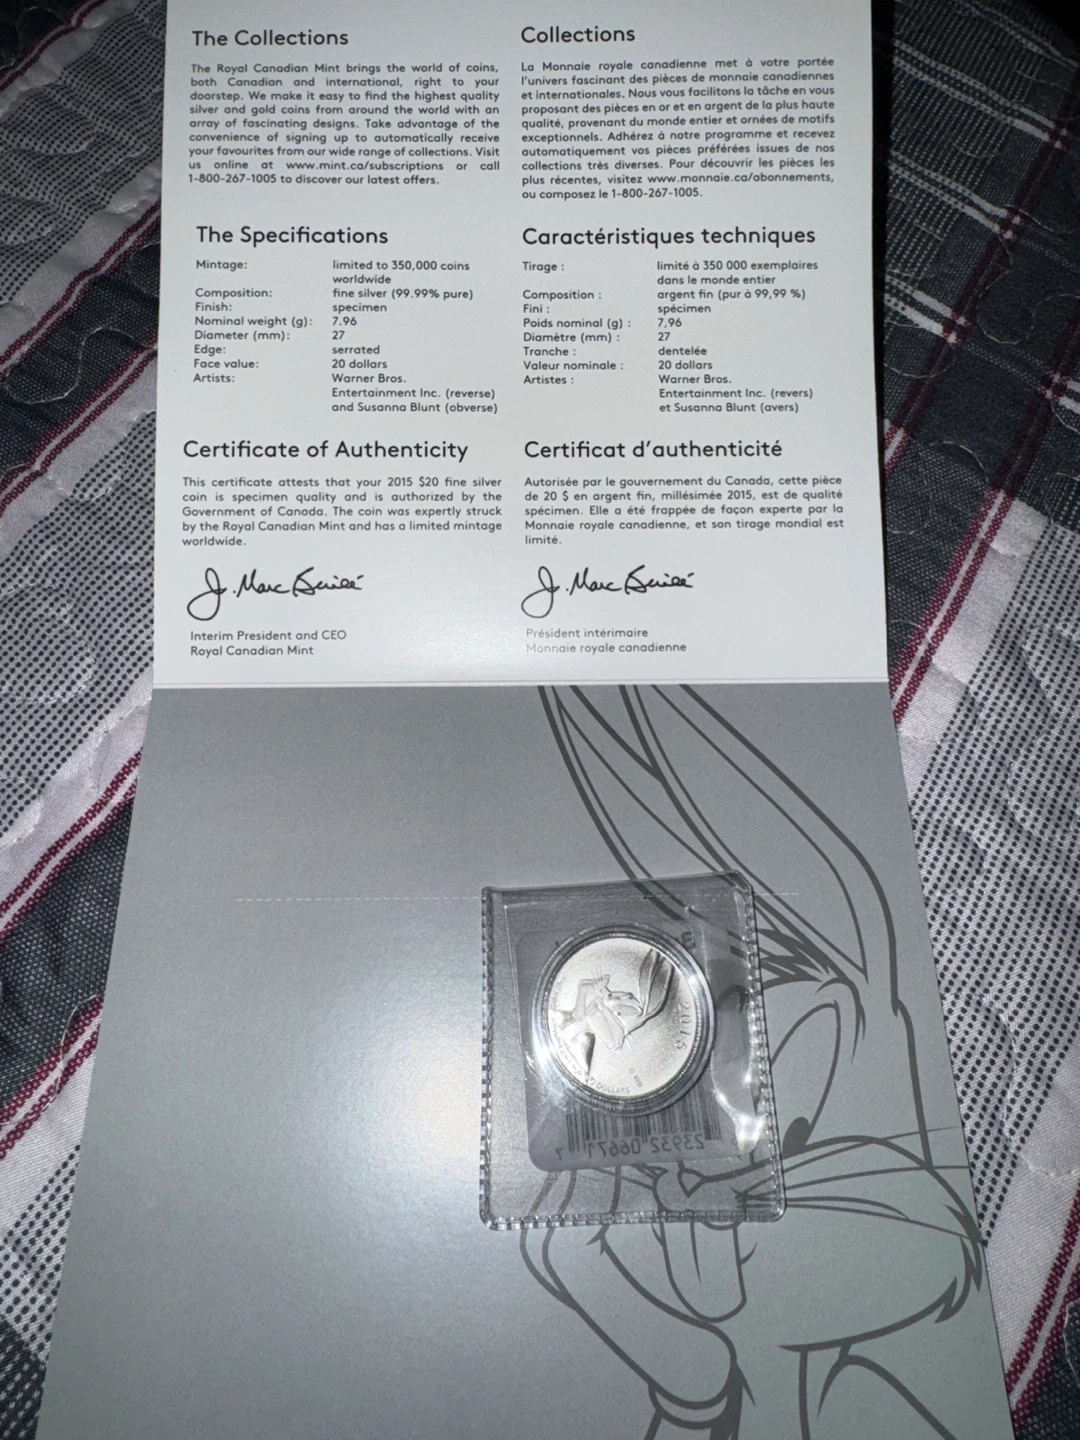 The Collections
The Royal Canadian Mint brings the world of coins,
both Canadian and international, right to your
doorstep. We make it easy to find the highest quality
silver and gold coins from around the world with an
array of fascinating designs. Take advantage of the
convenience of signing up to automatically receive
your favourites from our wide range of collections. Visit
us online at www.mint.ca/subscriptions or call
1-800-267-1005 to discover our latest offers.
Collections
La Monnaie royale canadienne met à votre portée
l'univers fascinant des pièces de monnaie canadiennes
et internationales. Nous vous facilitons la tâche en vous
proposant des pièces en or et en argent de la plus haute
qualité, provenant du monde entier et ornées de motifs
exceptionnels. Adhérez à notre programme et recevez
automatiquement vos pièces préférées issues de nos
collections très diverses. Pour découvrir les pièces les
plus récentes, visitez www.monnaie.ca/abonnements,
ou composez le 1-800-267-1005.
The Specifications
Mintage: limited to 350,000 coins
worldwide
Composition: fine silver (99.99% pure)
Finish: specimen
Nominal weight (g): 7.96
Diameter (mm): 27
Edge: serrated
Face value: 20 dollars
Artists: Warner Bros.
Entertainment Inc. (reverse)
and Susanna Blunt (obverse)
Caractéristiques techniques
Tirage : limité à 350 000 exemplaires
dans le monde entier
Composition : argent fin (pur à 99,99 %)
Fini : spécimen
Poids nominal (g) : 7,96
Diamètre (mm) : 27
Tranche : dentelée
Valeur nominale : 20 dollars
Artistes : Warner Bros.
Entertainment Inc. (revers)
et Susanna Blunt (avers)
Certificate of Authenticity
This certificate attests that your 2015 $20 fine silver
coin is specimen quality and is authorized by the
Government of Canada. The coin was expertly struck
by the Royal Canadian Mint and has a limited mintage
worldwide.
J. Marc Brûlé
Interim President and CEO
Royal Canadian Mint
Certificat d'authenticité
Autorisée par le gouvernement du Canada, cette pièce
de 20 $ en argent fin, millésimée 2015, est de qualité
spécimen. Elle a été frappée de façon experte par la
Monnaie royale canadienne, et son tirage mondial est
limité.
J. Marc Brûlé
Président intérimaire
Monnaie royale canadienne
2015
20 DOLLARS
23932 06671 7